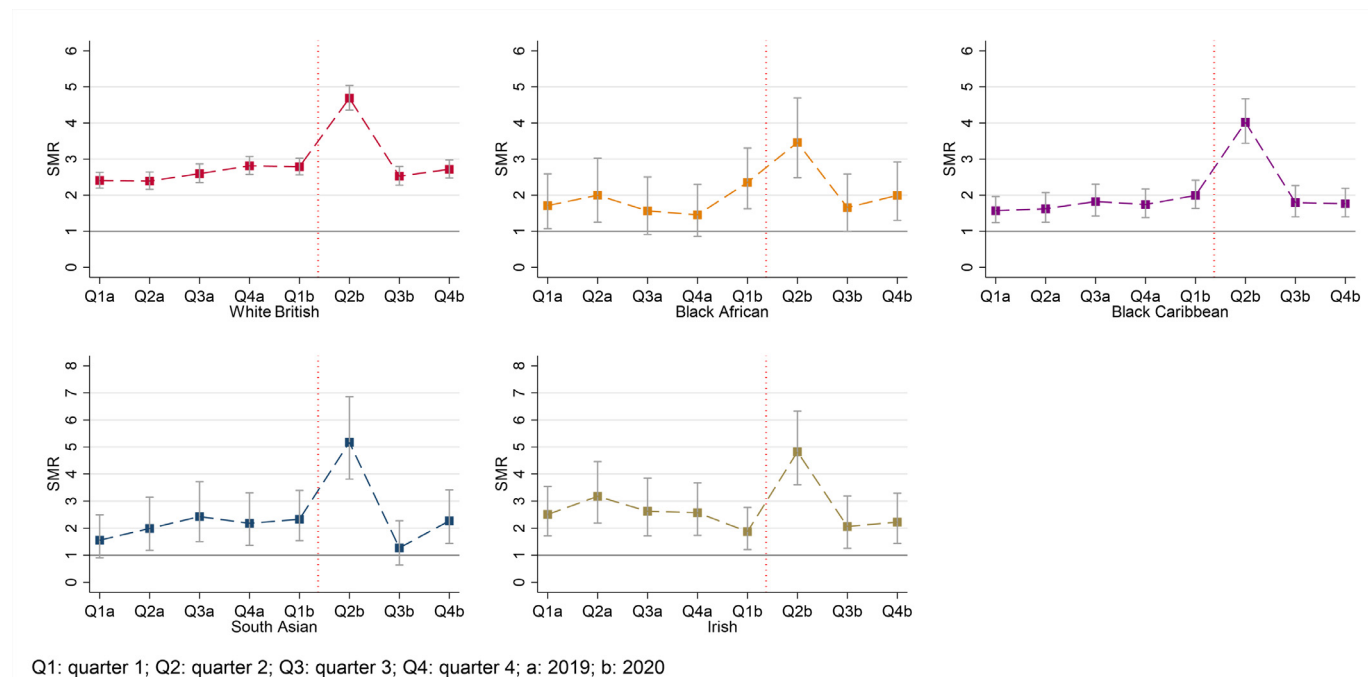 6
5
4
3
2
1
0
SMR
Q1a Q2a Q3a Q4a Q1b Q2b Q3b Q4b
White British
6
5
4
3
2
1
0
SMR
Q1a Q2a Q3a Q4a Q1b Q2b Q3b Q4b
Black African
6
5
4
3
2
1
0
SMR
Q1a Q2a Q3a Q4a Q1b Q2b Q3b Q4b
Black Caribbean
8
7
6
5
4
3
2
1
0
SMR
Q1a Q2a Q3a Q4a Q1b Q2b Q3b Q4b
South Asian
8
7
6
5
4
3
2
1
0
SMR
Q1a Q2a Q3a Q4a Q1b Q2b Q3b Q4b
Irish
Q1: quarter 1; Q2: quarter 2; Q3: quarter 3; Q4: quarter 4; a: 2019; b: 2020